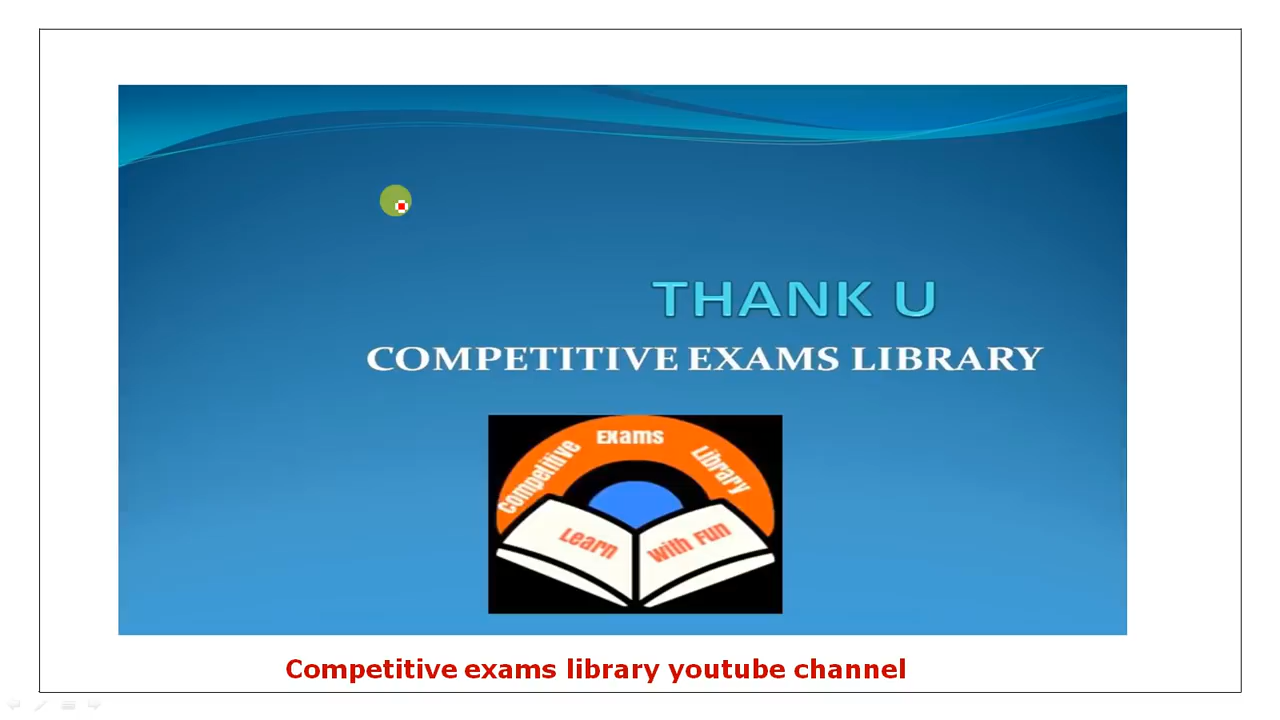 THANK U
COMPETITIVE EXAMS LIBRARY
Competitive Exams Library
Learn with Fun
Competitive exams library youtube channel